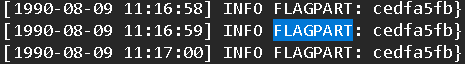 [1990-08-09 11:16:58] INFO FLAGPART: cedfa5fb}
[1990-08-09 11:16:59] INFO FLAGPART: cedfa5fb}
[1990-08-09 11:17:00] INFO FLAGPART: cedfa5fb}